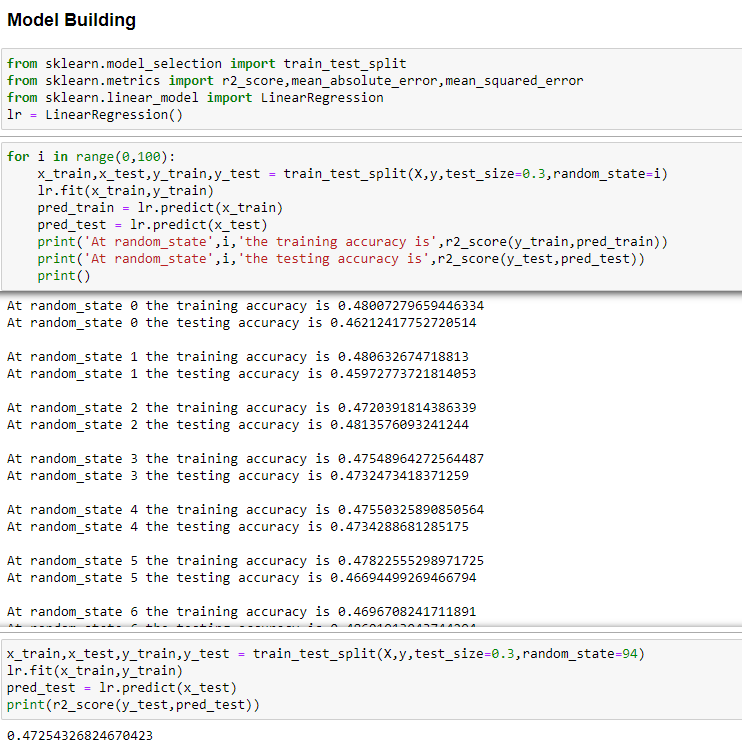 Model Building
from sklearn.model_selection import train_test_split
from sklearn.metrics import r2_score,mean_absolute_error,mean_squared_error
from sklearn.linear_model import LinearRegression
lr = LinearRegression()
for i in range(0,100):
    x_train,x_test,y_train,y_test = train_test_split(X,y,test_size=0.3,random_state=i)
    lr.fit(x_train,y_train)
    pred_train = lr.predict(x_train)
    pred_test = lr.predict(x_test)
    print('At random_state',i,'the training accuracy is',r2_score(y_train,pred_train))
    print('At random_state',i,'the testing accuracy is',r2_score(y_test,pred_test))
    print()
At random_state 0 the training accuracy is 0.48007279659446334
At random_state 0 the testing accuracy is 0.46212417752720514
At random_state 1 the training accuracy is 0.480632674718813
At random_state 1 the testing accuracy is 0.45972773721814053
At random_state 2 the training accuracy is 0.4720391814386339
At random_state 2 the testing accuracy is 0.4813576093241244
At random_state 3 the training accuracy is 0.47548964272564487
At random_state 3 the testing accuracy is 0.4732473418371259
At random_state 4 the training accuracy is 0.47550325890850564
At random_state 4 the testing accuracy is 0.4734288681285175
At random_state 5 the training accuracy is 0.47822555298971725
At random_state 5 the testing accuracy is 0.46694499269466794
At random_state 6 the training accuracy is 0.4696708241711891
x_train,x_test,y_train,y_test = train_test_split(X,y,test_size=0.3,random_state=94)
lr.fit(x_train,y_train)
pred_test = lr.predict(x_test)
print(r2_score(y_test,pred_test))
0.47254326824670423